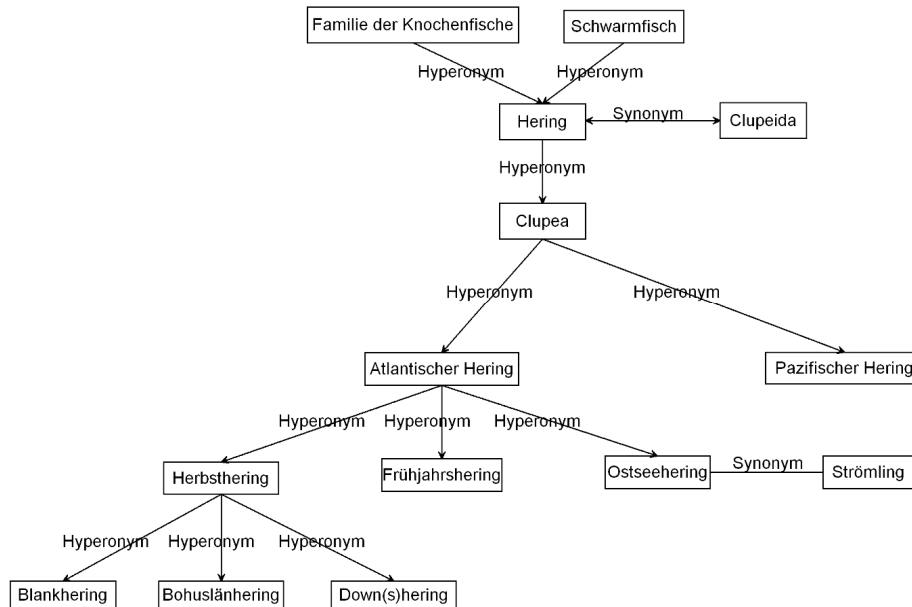 Familie der Knochenfische
Schwarmfisch
Hyperonym
Hyperonym
Hering
Synonym
Clupeida
Hyperonym
Clupea
Hyperonym
Hyperonym
Atlantischer Hering
Pazifischer Hering
Hyperonym
Hyperonym
Hyperonym
Herbsthering
Frühjahrshering
Ostseehering
Synonym
Strömling
Hyperonym
Hyperonym
Hyperonym
Blankhering
Bohuslänhering
Down(s)hering